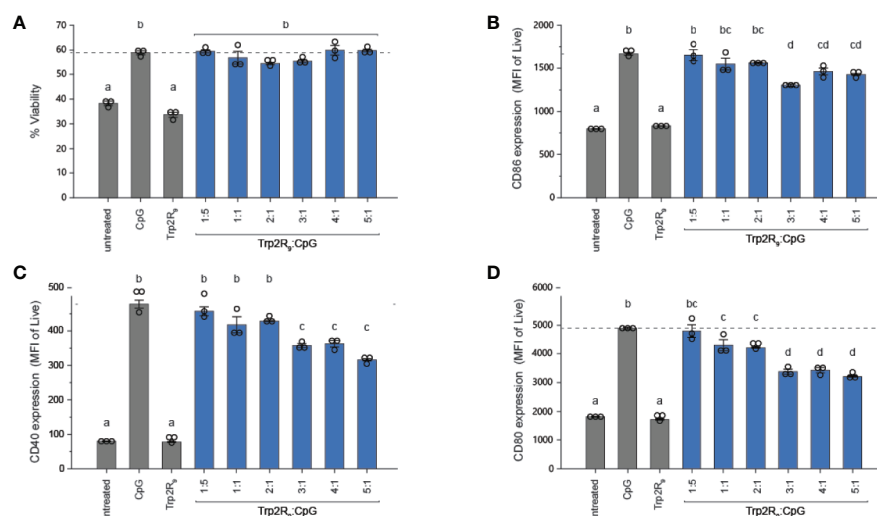 A
b
b
a
a
% Viability
70
60
50
40
30
20
10
0
untreated
CpG
Trp2R₉
1:5
1:1
2:1
3:1
4:1
5:1
Trp2R₉:CpG
B
b
b
bc
bc
d
cd
cd
a
a
CD86 expression (MFI of Live)
2000
1500
1000
500
0
untreated
CpG
Trp2R₉
1:5
1:1
2:1
3:1
4:1
5:1
Trp2R₉:CpG
C
b
b
b
b
c
c
c
a
a
CD40 expression (MFI of Live)
500
400
300
200
100
0
ntreated
CpG
Trp2R₉
1:5
1:1
2:1
3:1
4:1
5:1
Trp2R₉:CpG
D
b
bc
c
c
d
d
d
a
a
CD80 expression (MFI of Live)
6000
5000
4000
3000
2000
1000
0
untreated
CpG
Trp2R₉
1:5
1:1
2:1
3:1
4:1
5:1
Trp2R₉:CpG